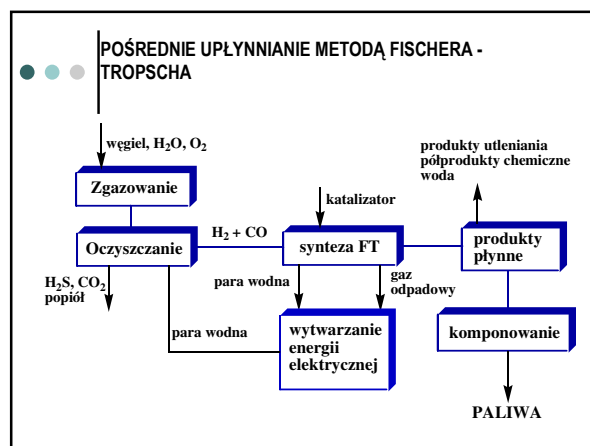 POŚREDNIE UPŁYNNIANIE METODĄ FISCHERA -
TROPSCHA
węgiel, H₂O, O₂
Zgazowanie
Oczyszczanie
H₂S, CO₂
popiół
H₂ + CO
katalizator
synteza FT
para wodna
gaz
odpadowy
para wodna
wytwarzanie
energii
elektrycznej
produkty utleniania
półprodukty chemiczne
woda
produkty
płynne
komponowanie
PALIWA